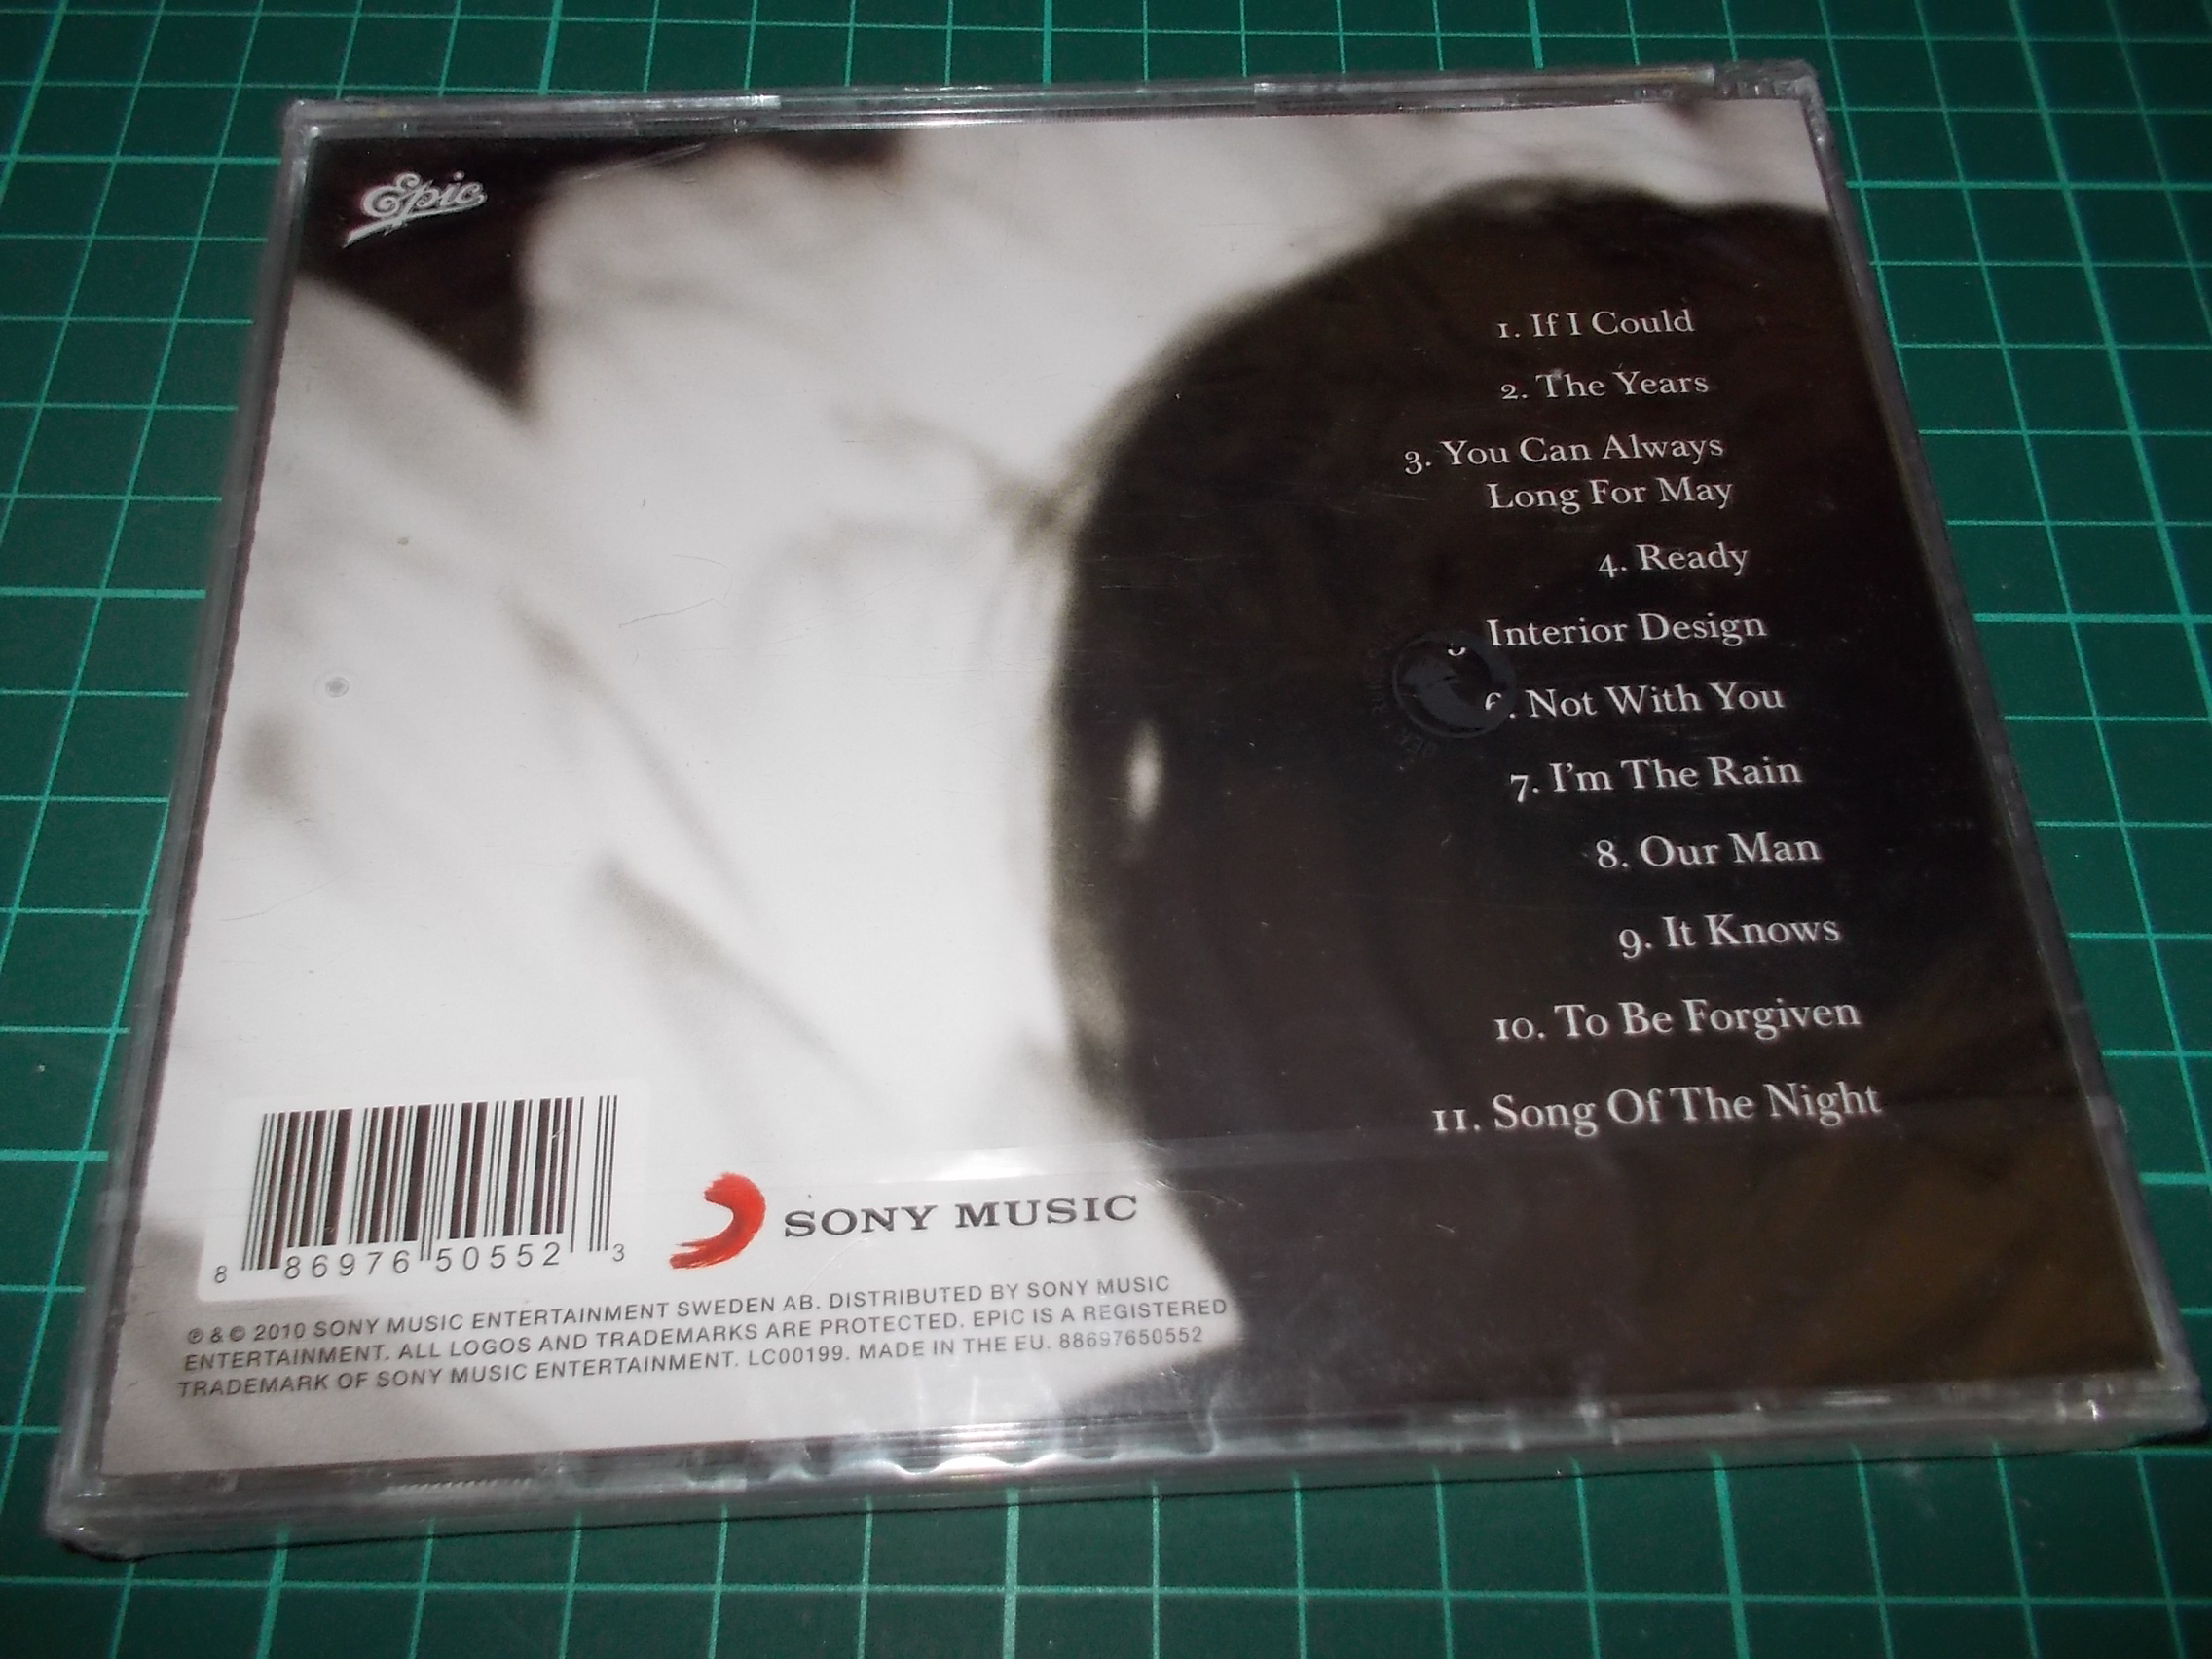 Epic
1. If I Could
2. The Years
3. You Can Always
Long For May
4. Ready
Interior Design
6. Not With You
7. I'm The Rain
8. Our Man
9. It Knows
10. To Be Forgiven
11. Song Of The Night
8 86976 50552 3
SONY MUSIC
℗ & © 2010 SONY MUSIC ENTERTAINMENT SWEDEN AB. DISTRIBUTED BY SONY MUSIC
ENTERTAINMENT. ALL LOGOS AND TRADEMARKS ARE PROTECTED. EPIC IS A REGISTERED
TRADEMARK OF SONY MUSIC ENTERTAINMENT. LC00199. MADE IN THE EU. 88697650552